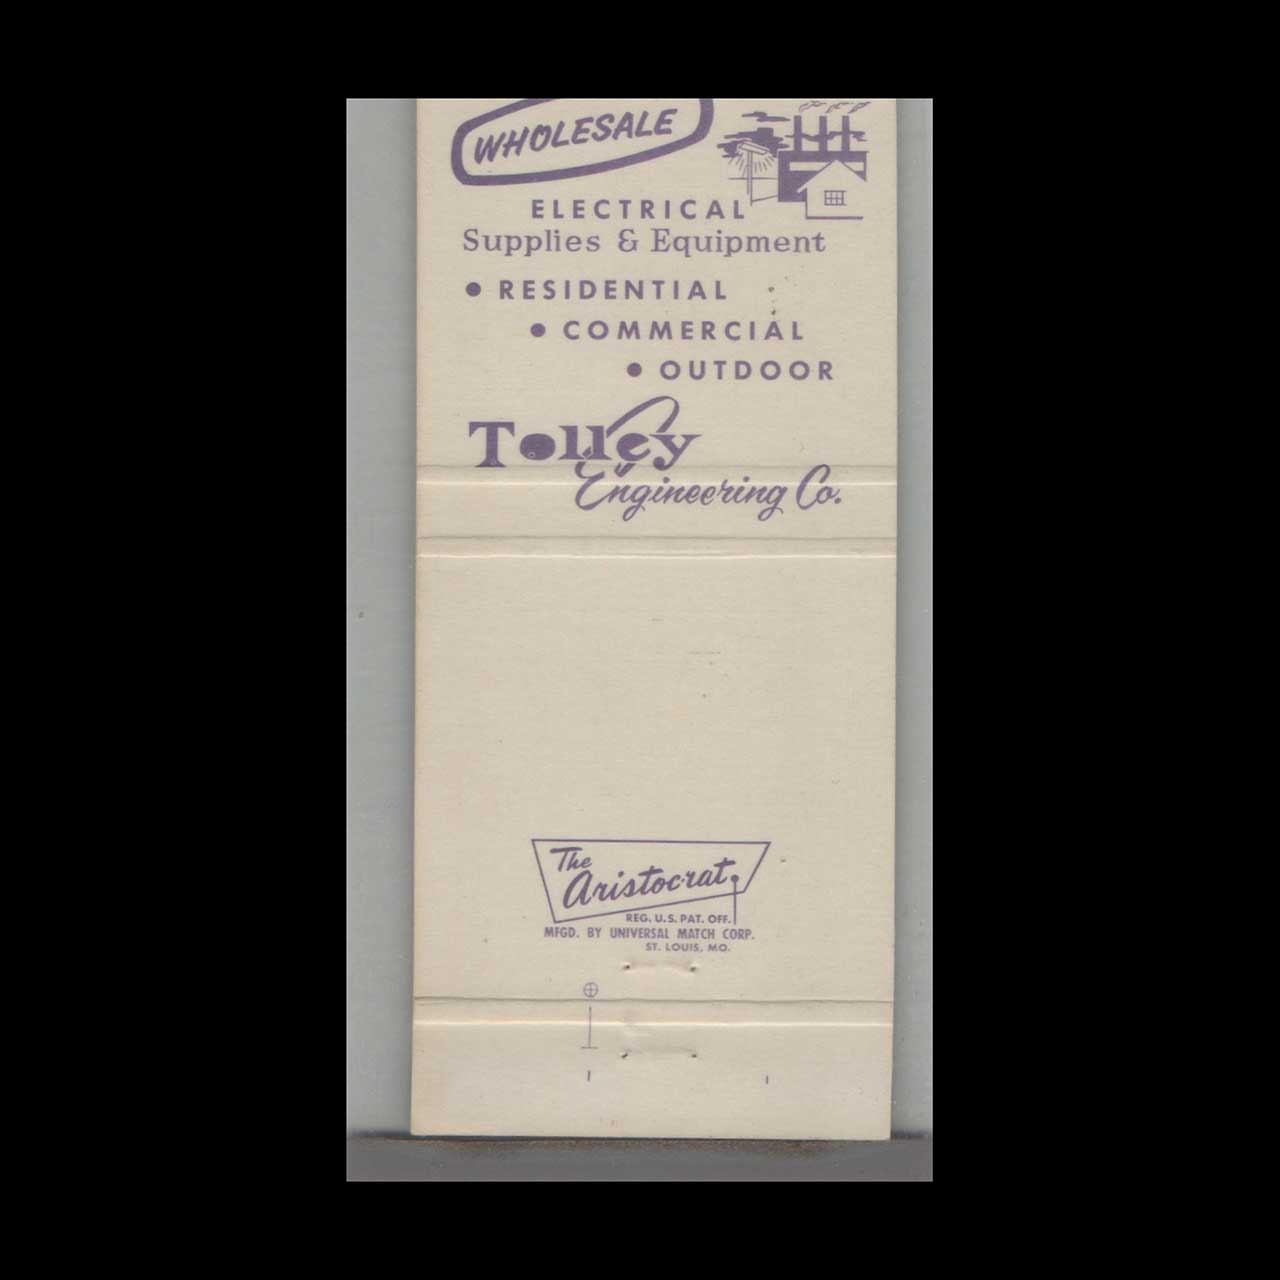 WHOLESALE
ELECTRICAL
Supplies & Equipment
• RESIDENTIAL
• COMMERCIAL
• OUTDOOR
Tolley
Engineering Co.
The
Aristocrat
REG. U.S. PAT. OFF.
MFGD. BY UNIVERSAL MATCH CORP.
ST. LOUIS, MO.